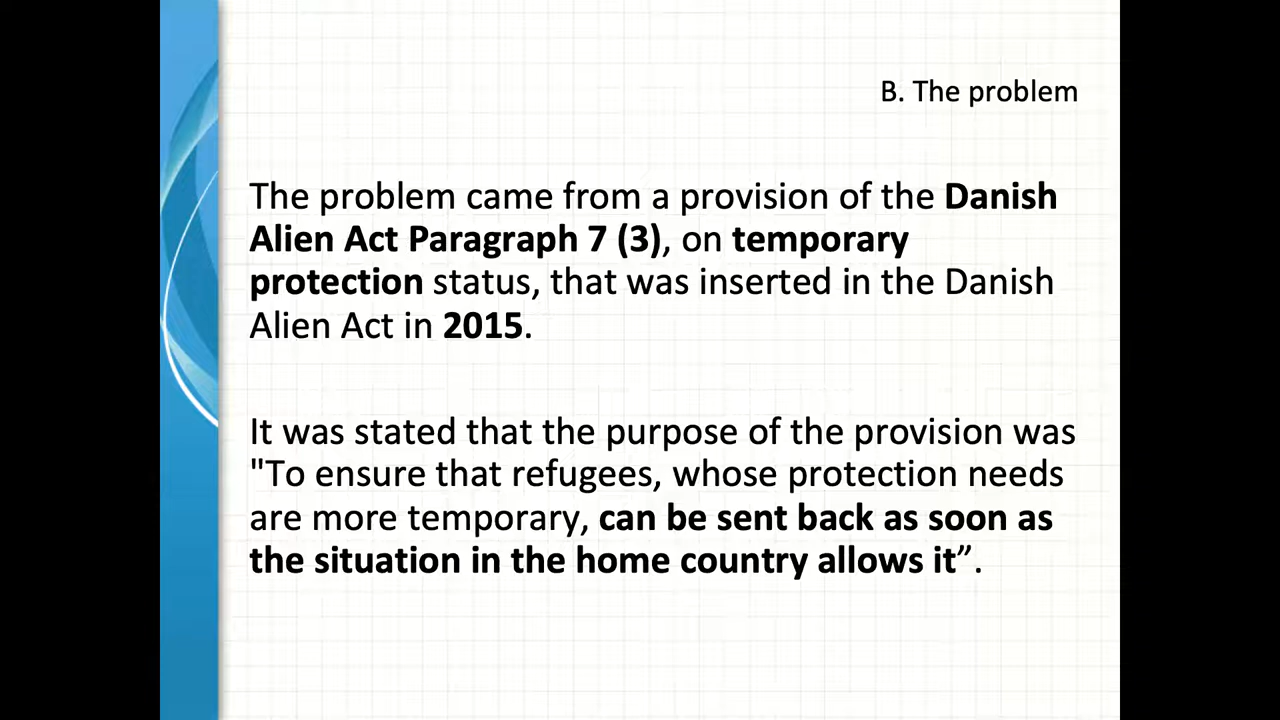 B. The problem
The problem came from a provision of the Danish
Alien Act Paragraph 7 (3), on temporary
protection status, that was inserted in the Danish
Alien Act in 2015.
It was stated that the purpose of the provision was
"To ensure that refugees, whose protection needs
are more temporary, can be sent back as soon as
the situation in the home country allows it”.